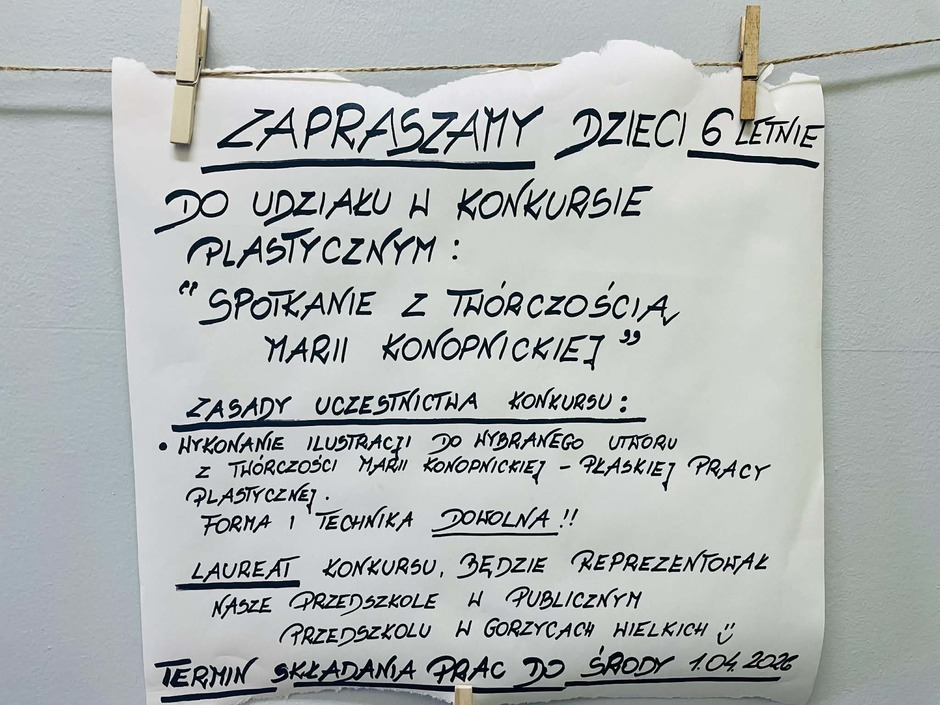 ZAPRASZAMY DZIECI 6 LETNIE
DO UDZIAŁU W KONKURSIE
PLASTYCZNYM :
“ SPOTKANIE Z TWÓRCZOŚCIĄ
MARII KONOPNICKIEJ ”
ZASADY UCZESTNICTWA KONKURSU :
• WYKONANIE ILUSTRACJI DO WYBRANEGO UTWORU
Z TWÓRCZOŚCI MARII KONOPNICKIEJ – PŁASKIEJ PRACY
PLASTYCZNEJ.
FORMA I TECHNIKA DOWOLNA !!
LAUREAT KONKURSU, BĘDZIE REPREZENTOWAŁ
NASZE PRZEDSZKOLE W PUBLICZNYM
PRZEDSZKOLU W GORZYCACH WIELKICH
TERMIN SKŁADANIA PRAC DO ŚRODY 1.04.2026